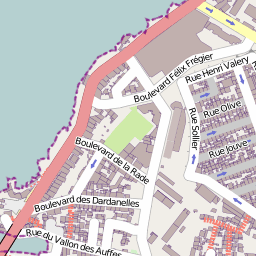 Boulevard Félix Frégier
Rue Henri Valery
Rue Olive
Rue Sollier
Rue Jouve
Boulevard de la Rade
Boulevard des Dardanelles
Rue du Vallon des Auffes